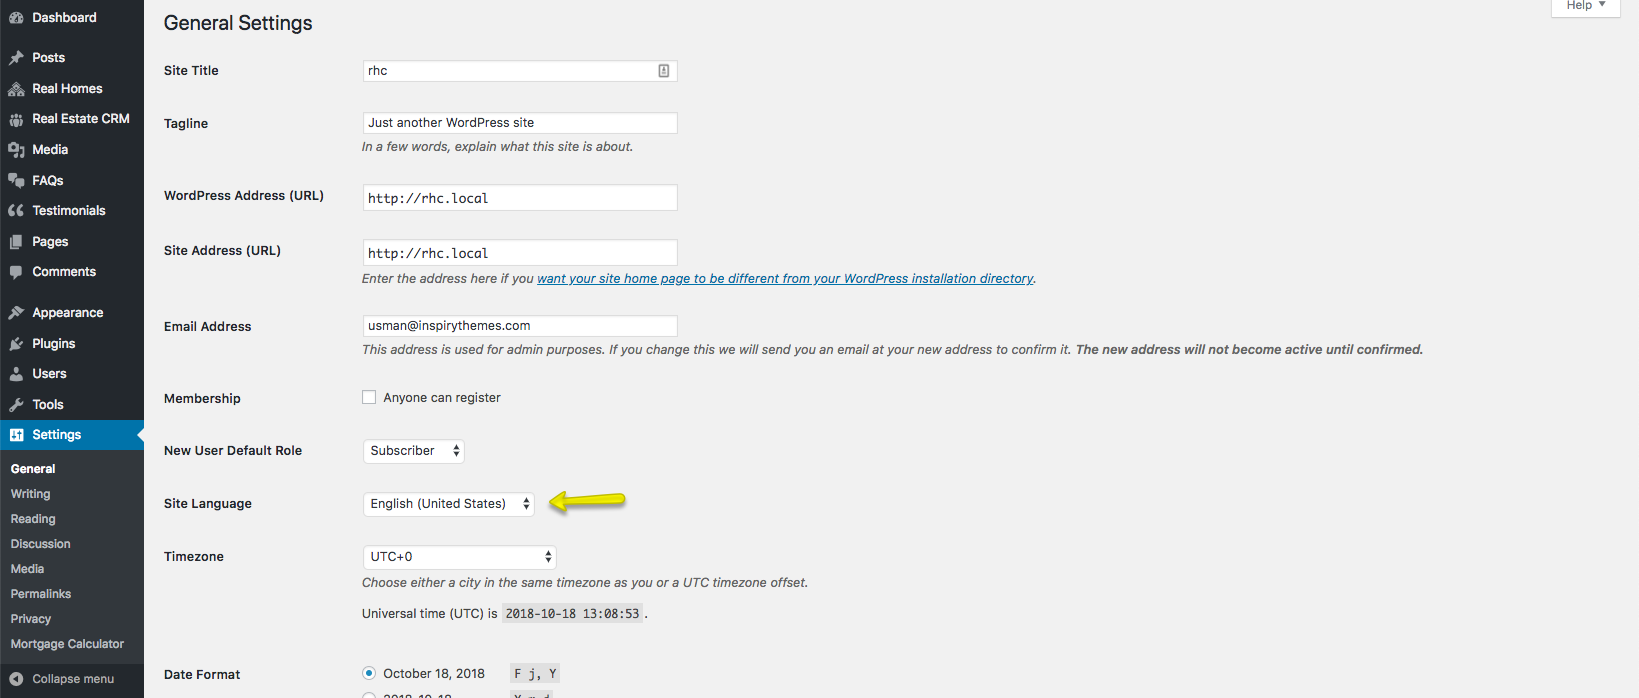 Dashboard
Posts
Real Homes
Real Estate CRM
Media
FAQs
Testimonials
Pages
Comments
Appearance
Plugins
Users
Tools
Settings
General
Writing
Reading
Discussion
Media
Permalinks
Privacy
Mortgage Calculator
Collapse menu
Help
General Settings
Site Title
rhc
Tagline
Just another WordPress site
In a few words, explain what this site is about.
WordPress Address (URL)
http://rhc.local
Site Address (URL)
http://rhc.local
Enter the address here if you want your site home page to be different from your WordPress installation directory.
Email Address
usman@inspirythemes.com
This address is used for admin purposes. If you change this we will send you an email at your new address to confirm it. The new address will not become active until confirmed.
Membership
Anyone can register
New User Default Role
Subscriber
Site Language
English (United States)
Timezone
UTC+0
Choose either a city in the same timezone as you or a UTC timezone offset.
Universal time (UTC) is 2018-10-18 13:08:53 .
Date Format
October 18, 2018 F j, Y